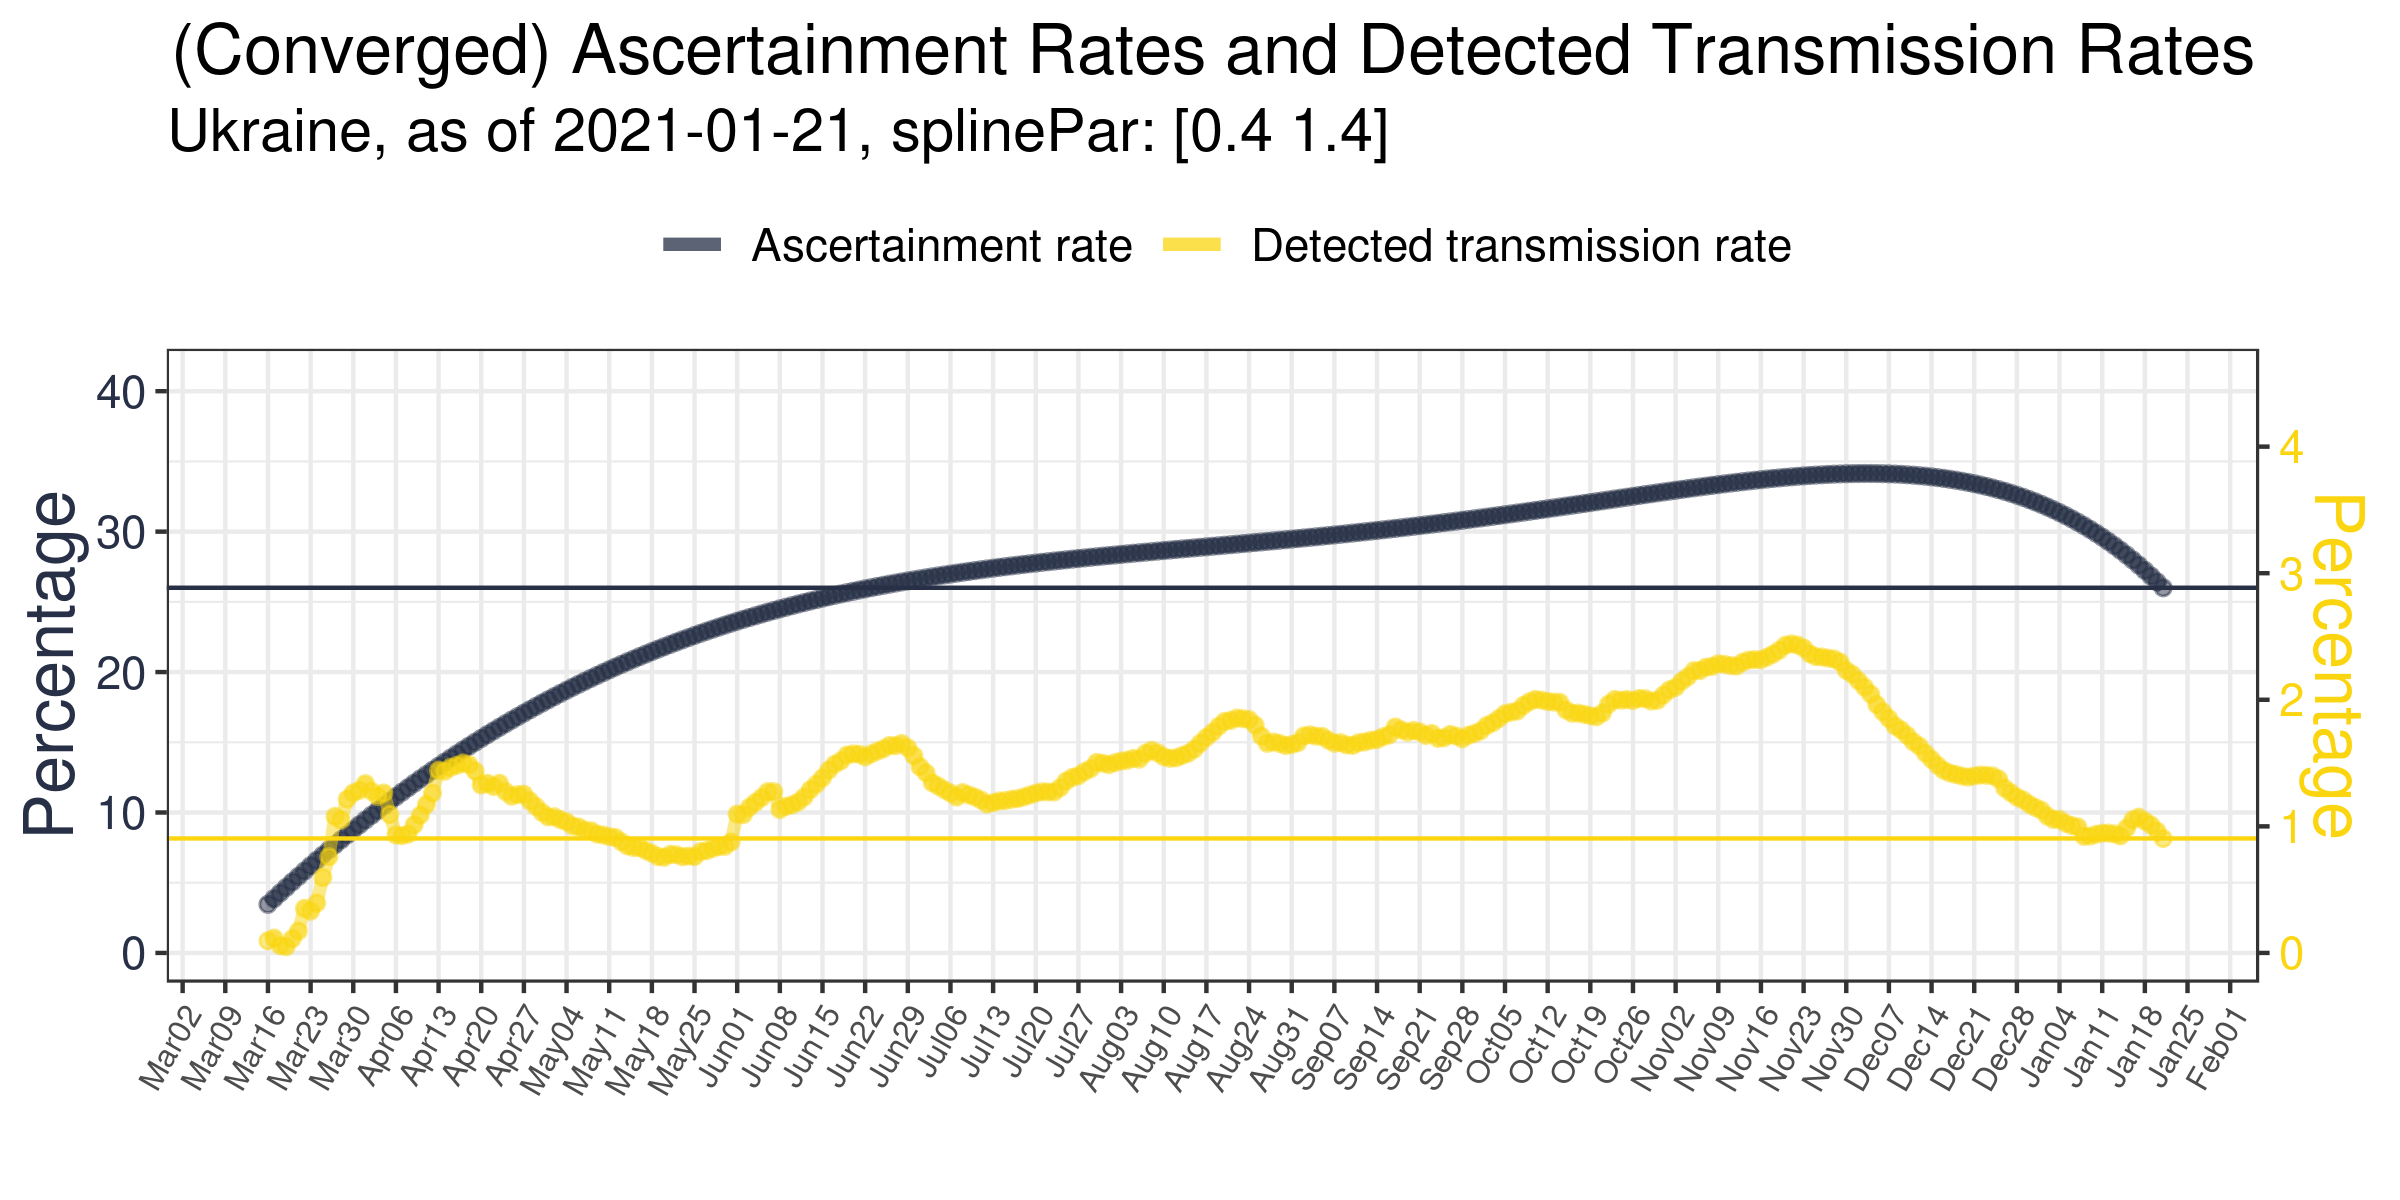 (Converged) Ascertainment Rates and Detected Transmission Rates
Ukraine, as of 2021-01-21, splinePar: [0.4 1.4]
Ascertainment rate
Detected transmission rate
Percentage
40
30
20
10
0
4
3
2
1
0
Percentage
Mar02
Mar09
Mar16
Mar23
Mar30
Apr06
Apr13
Apr20
Apr27
May04
May11
May18
May25
Jun01
Jun08
Jun15
Jun22
Jun29
Jul06
Jul13
Jul20
Jul27
Aug03
Aug10
Aug17
Aug24
Aug31
Sep07
Sep14
Sep21
Sep28
Oct05
Oct12
Oct19
Oct26
Nov02
Nov09
Nov16
Nov23
Nov30
Dec07
Dec14
Dec21
Dec28
Jan04
Jan11
Jan18
Jan25
Feb01